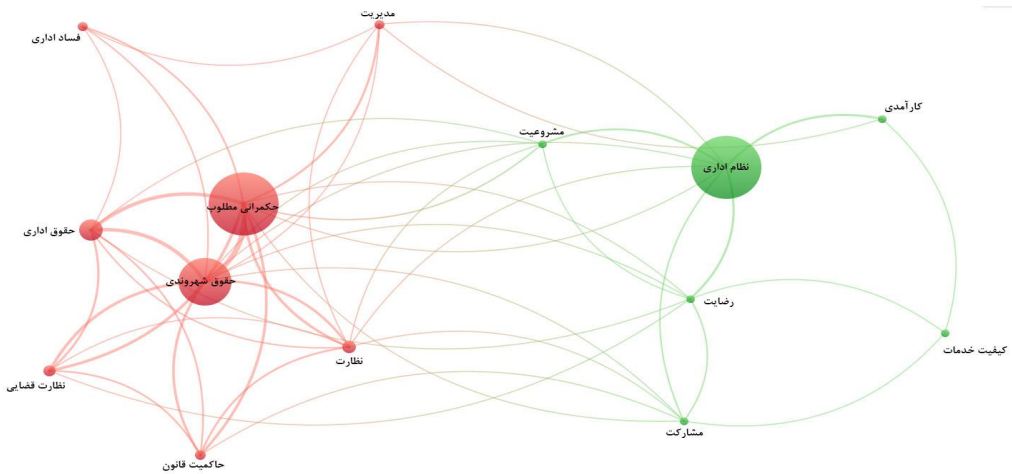 مدیریت
فساد اداری
کارآمدی
مشروعیت
نظام اداری
حکمرانی مطلوب
حقوق اداری
حقوق شهروندی
رضایت
کیفیت خدمات
نظارت
نظارت قضایی
مشارکت
حاکمیت قانون